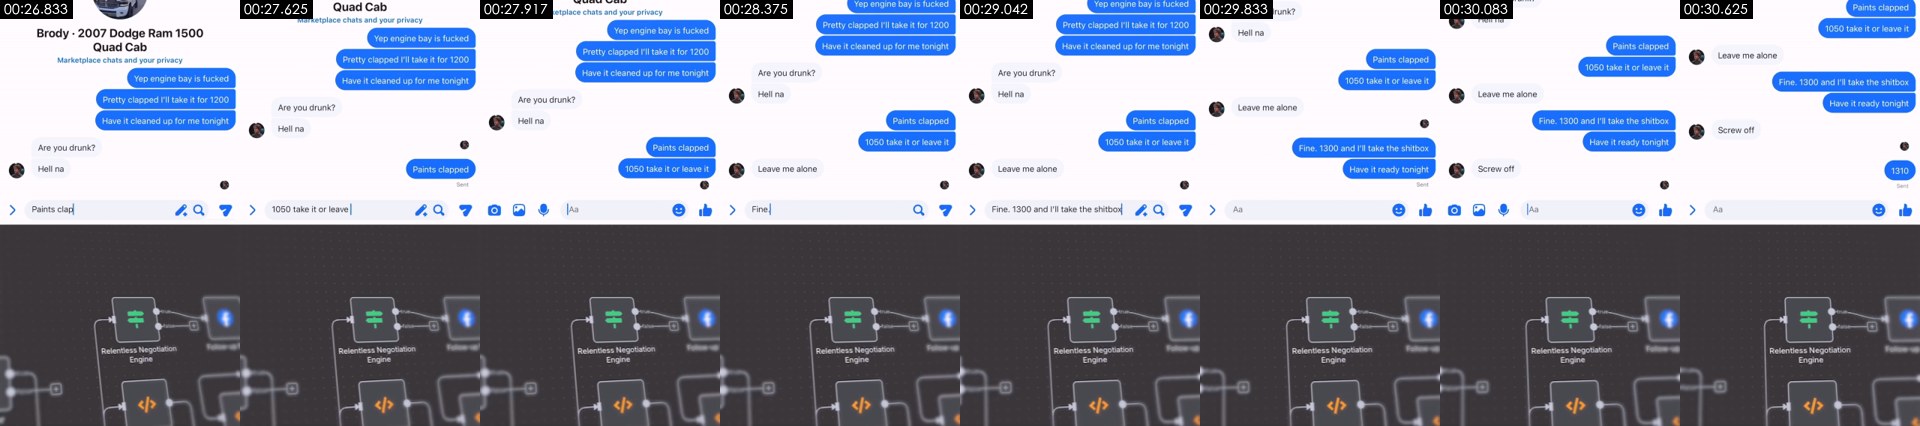 00:26.833
Brody · 2007 Dodge Ram 1500
Quad Cab
Marketplace chats and your privacy
Yep engine bay is fucked
Pretty clapped I'll take it for 1200
Have it cleaned up for me tonight
Are you drunk?
Hell na
Paints clap
Relentless Negotiation
Engine
00:27.625
Quad Cab
Marketplace chats and your privacy
Yep engine bay is fucked
Pretty clapped I'll take it for 1200
Have it cleaned up for me tonight
Are you drunk?
Hell na
Paints clapped
Sent
1050 take it or leave
Relentless Negotiation
Engine
00:27.917
Quad Cab
etplace chats and your privacy
Yep engine bay is fucked
Pretty clapped I'll take it for 1200
Have it cleaned up for me tonight
Are you drunk?
Hell na
Paints clapped
1050 take it or leave it
Aa
Relentless Negotiation
Engine
00:28.375
Yep engine bay is fucked
Pretty clapped I'll take it for 1200
Have it cleaned up for me tonight
Are you drunk?
Hell na
Paints clapped
1050 take it or leave it
Leave me alone
Fine.
Relentless Negotiation
Engine
00:29.042
Yep engine bay is fucked
Pretty clapped I'll take it for 1200
Have it cleaned up for me tonight
Are you drunk?
Hell na
Paints clapped
1050 take it or leave it
Leave me alone
Fine. 1300 and I'll take the shitbox
Relentless Negotiation
Engine
00:29.833
runk?
Hell na
Paints clapped
1050 take it or leave it
Leave me alone
Fine. 1300 and I'll take the shitbox
Have it ready tonight
Sent
Aa
Relentless Negotiation
Engine
00:30.083
Hell na
Paints clapped
1050 take it or leave it
Leave me alone
Fine. 1300 and I'll take the shitbox
Have it ready tonight
Screw off
Aa
Relentless Negotiation
Engine
00:30.625
Paints clapped
1050 take it or leave it
Leave me alone
Fine. 1300 and I'll take the shitbox
Have it ready tonight
Screw off
1310
Sent
Aa
Relentless Negotiation
Engine